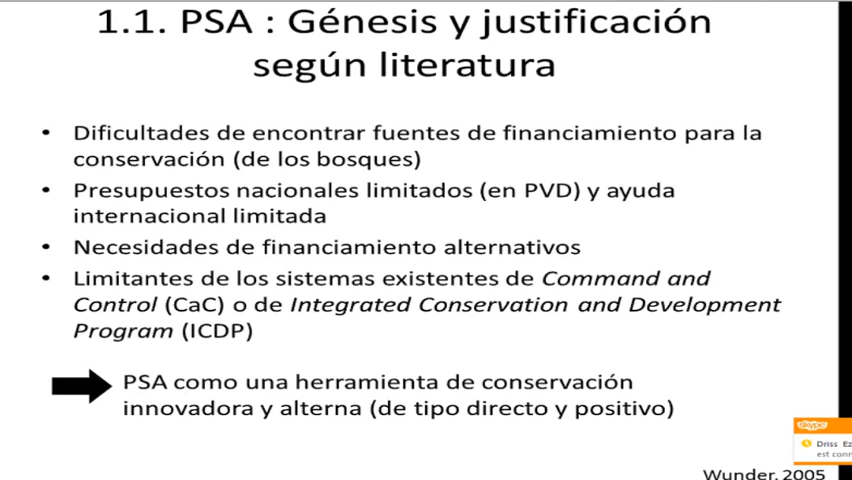 1.1. PSA : Génesis y justificación
según literatura
• Dificultades de encontrar fuentes de financiamiento para la
conservación (de los bosques)
• Presupuestos nacionales limitados (en PVD) y ayuda
internacional limitada
• Necesidades de financiamiento alternativos
• Limitantes de los sistemas existentes de Command and
Control (CaC) o de Integrated Conservation and Development
Program (ICDP)
PSA como una herramienta de conservación
innovadora y alterna (de tipo directo y positivo)
skype
Driss Ez
est conn
Wunder, 2005